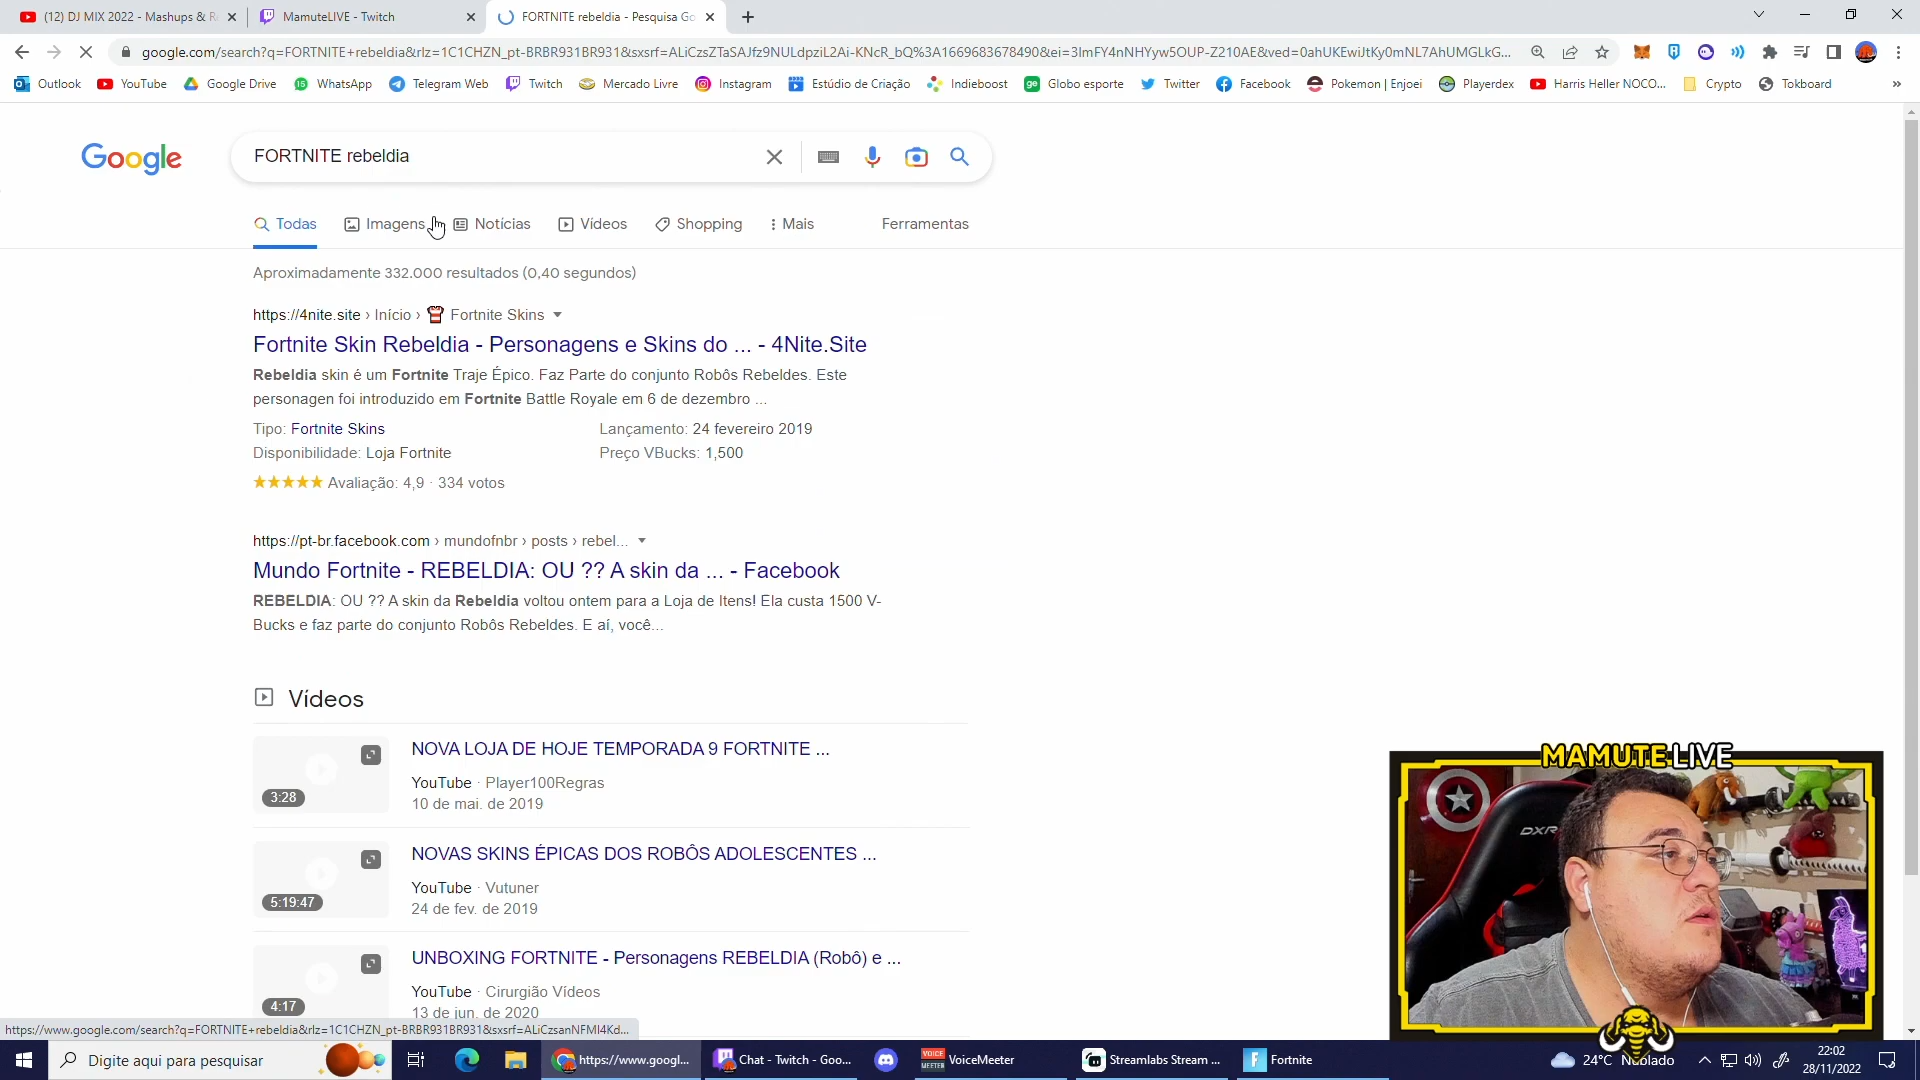 (12) DJ MIX 2022 - Mashups & R
MamuteLIVE - Twitch
FORTNITE rebeldia - Pesquisa Go
google.com/search?q=FORTNITE+rebeldia&rlz=1C1CHZN_pt-BRBR931BR931&sxsrf=ALiCzsZTaSAJfz9NULdpziL2Ai-KNcR_bQ%3A1669683678490&ei=3ImFY4nNHYyw5OUP-Z210AE&ved=0ahUKEwiJtKy0mNL7AhUMGLkG...
Outlook
YouTube
Google Drive
WhatsApp
Telegram Web
Twitch
Mercado Livre
Instagram
Estúdio de Criação
Indieboost
Globo esporte
Twitter
Facebook
Pokemon | Enjoei
Playerdex
Harris Heller NOCO...
Crypto
Tokboard
»
Google
FORTNITE rebeldia
Todas
Imagens
Notícias
Vídeos
Shopping
Mais
Ferramentas
Aproximadamente 332.000 resultados (0,40 segundos)
https://4nite.site › Início › Fortnite Skins
Fortnite Skin Rebeldia - Personagens e Skins do ... - 4Nite.Site
Rebeldia skin é um Fortnite Traje Épico. Faz Parte do conjunto Robôs Rebeldes. Este
personagen foi introduzido em Fortnite Battle Royale em 6 de dezembro ...
Tipo: Fortnite Skins
Lançamento: 24 fevereiro 2019
Disponibilidade: Loja Fortnite
Preço VBucks: 1,500
★★★★★ Avaliação: 4,9 · 334 votos
https://pt-br.facebook.com › mundofnbr › posts › rebel...
Mundo Fortnite - REBELDIA: OU ?? A skin da ... - Facebook
REBELDIA: OU ?? A skin da Rebeldia voltou ontem para a Loja de Itens! Ela custa 1500 V-
Bucks e faz parte do conjunto Robôs Rebeldes. E aí, você...
Vídeos
NOVA LOJA DE HOJE TEMPORADA 9 FORTNITE ...
YouTube · Player100Regras
10 de mai. de 2019
3:28
NOVAS SKINS ÉPICAS DOS ROBÔS ADOLESCENTES ...
YouTube · Vutuner
24 de fev. de 2019
5:19:47
UNBOXING FORTNITE - Personagens REBELDIA (Robô) e ...
YouTube · Cirurgião Vídeos
13 de jun. de 2020
4:17
https://www.google.com/search?q=FORTNITE+rebeldia&rlz=1C1CHZN_pt-BRBR931BR931&sxsrf=ALiCzsanNFMI4Kd...
MAMUTE LIVE
DXR
Digite aqui para pesquisar
https://www.googl...
Chat - Twitch - Goo...
VOICE MEETER
VoiceMeeter
Streamlabs Stream ...
Fortnite
24°C Nublado
22:02
28/11/2022